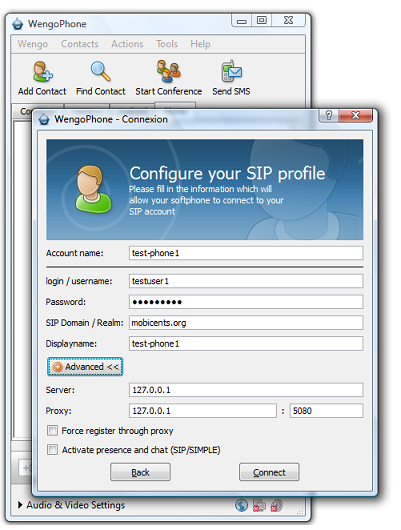 WengoPhone
Wengo Contacts Actions Tools Help
Add Contact Find Contact Start Conference Send SMS
WengoPhone - Connexion
Configure your SIP profile
Please fill in the information which will
allow your softphone to connect to your
SIP account
Account name: test-phone1
login / username: testuser1
Password: ●●●●●●●●●
SIP Domain / Realm: mobicents.org
Displayname: test-phone1
Advanced <<
Server: 127.0.0.1
Proxy: 127.0.0.1 : 5080
Force register through proxy
Activate presence and chat (SIP/SIMPLE)
Back Connect
Audio & Video Settings